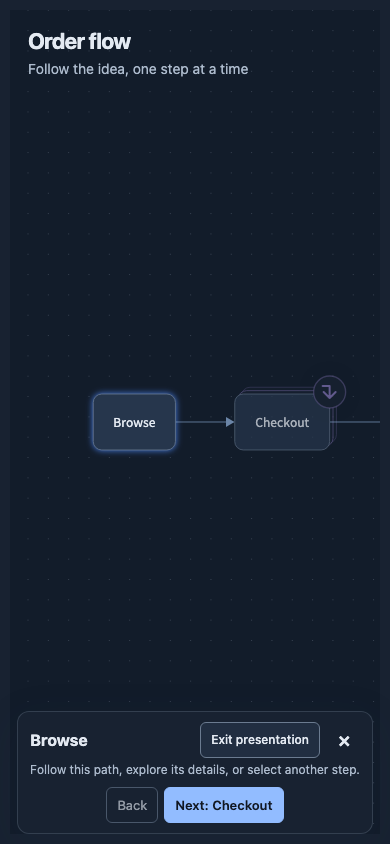 Order flow
Follow the idea, one step at a time
Browse
Checkout
Browse
Exit presentation
Follow this path, explore its details, or select another step.
Back
Next: Checkout